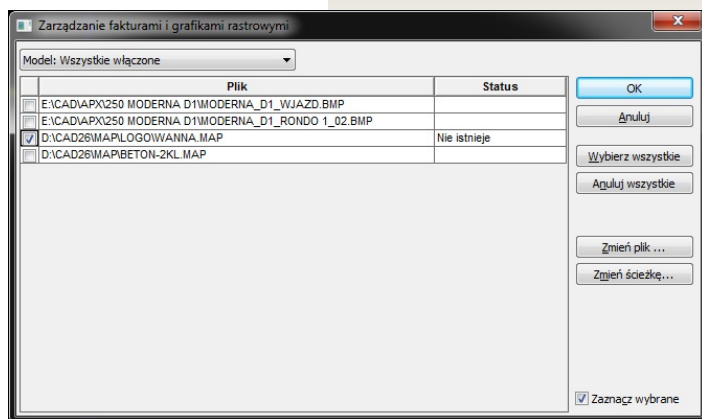 Zarządzanie fakturami i grafikami rastrowymi
Model: Wszystkie włączone
Plik Status
E:\CAD\APX\250 MODERNA D1\MODERNA_D1_WJAZD.BMP
E:\CAD\APX\250 MODERNA D1\MODERNA_D1_RONDO 1_02.BMP
D:\CAD26\MAP\LOGO\WANNA.MAP Nie istnieje
D:\CAD26\MAP\BETON-2KL.MAP
OK
Anuluj
Wybierz wszystkie
Anuluj wszystkie
Zmień plik ...
Zmień ścieżkę...
Zaznącz wybrane